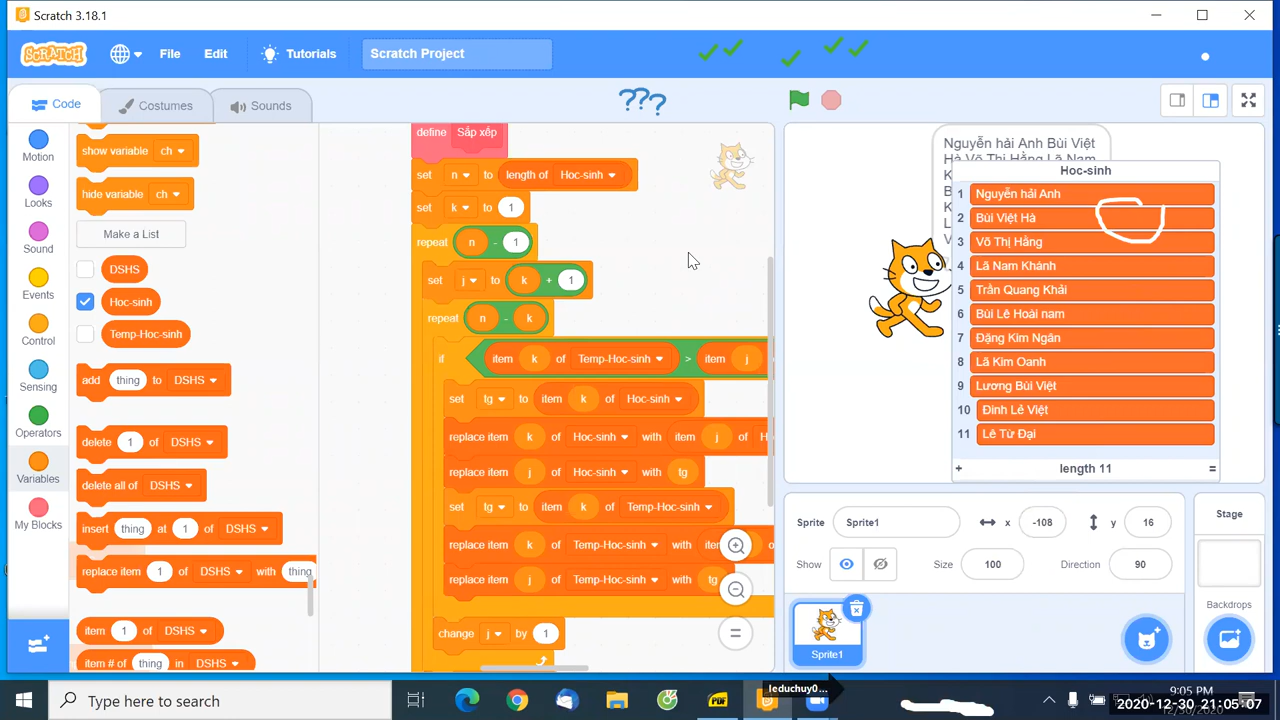 Scratch 3.18.1
SCRATCH
File
Edit
Tutorials
Scratch Project
Code
Costumes
Sounds
???
Motion
Looks
Sound
Events
Control
Sensing
Operators
Variables
My Blocks
show variable ch
hide variable ch
Make a List
DSHS
Hoc-sinh
Temp-Hoc-sinh
add thing to DSHS
delete 1 of DSHS
delete all of DSHS
insert thing at 1 of DSHS
replace item 1 of DSHS with thing
item 1 of DSHS
item # of thing in DSHS
define Sắp xếp
set n to length of Hoc-sinh
set k to 1
repeat n - 1
set j to k + 1
repeat n - k
if item k of Temp-Hoc-sinh > item j
set tg to item k of Hoc-sinh
replace item k of Hoc-sinh with item j of
replace item j of Hoc-sinh with tg
set tg to item k of Temp-Hoc-sinh
replace item k of Temp-Hoc-sinh with
replace item j of Temp-Hoc-sinh with tg
change j by 1
Nguyễn hải Anh Bùi Việt
Hà Võ Thị Hằng Lã Nam
Hoc-sinh
1 Nguyễn hải Anh
2 Bùi Việt Hà
3 Võ Thị Hằng
4 Lã Nam Khánh
5 Trần Quang Khải
6 Bùi Lê Hoài nam
7 Đặng Kim Ngân
8 Lã Kim Oanh
9 Lương Bùi Việt
10 Đinh Lê Việt
11 Lê Từ Đại
+ length 11 =
Sprite Sprite1 x -108 y 16
Show Size 100 Direction 90
Sprite1
Stage
Backdrops
Type here to search
PDF
leduchuy0...
9:05 PM
2020-12-30 21:05:07